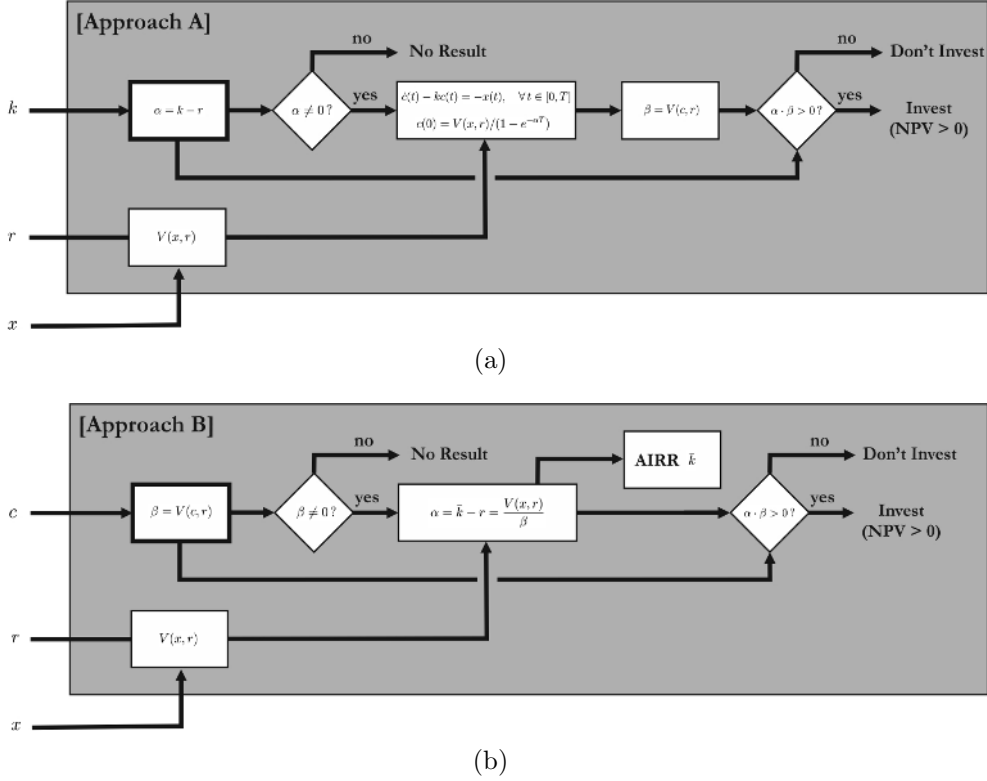 [Approach A]
no
No Result
no
Don't Invest
k
α = k − r
α ≠ 0 ?
yes
ċ(t) − kc(t) = −x(t), ∀ t ∈ ]0, T]
c(0) = V(x, r)/(1 − e^{−αT})
β = V(c, r)
α · β > 0 ?
yes
Invest
(NPV > 0)
r
V(x, r)
x
(a)
[Approach B]
no
No Result
AIRR k̄
no
Don't Invest
c
β = V(c, r)
β ≠ 0 ?
yes
α = k̄ − r = V(x, r)/β
α · β > 0 ?
yes
Invest
(NPV > 0)
r
V(x, r)
x
(b)